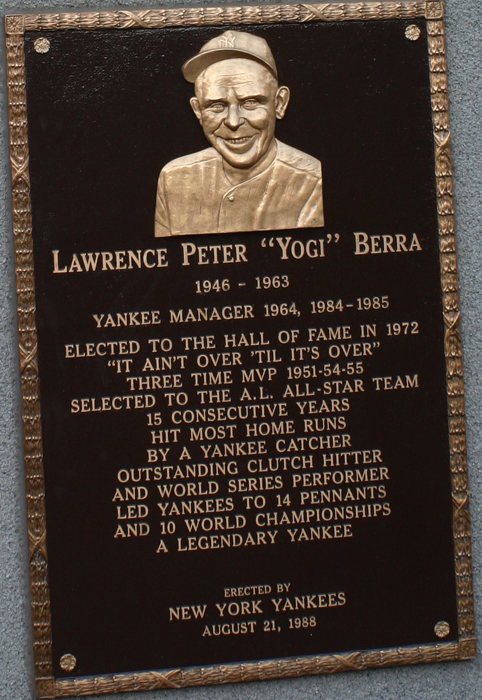 NY
LAWRENCE PETER "YOGI" BERRA
1946 - 1963
YANKEE MANAGER 1964, 1984-1985
ELECTED TO THE HALL OF FAME IN 1972
"IT AIN'T OVER 'TIL IT'S OVER"
THREE TIME MVP 1951-54-55
SELECTED TO THE A.L. ALL-STAR TEAM
15 CONSECUTIVE YEARS
HIT MOST HOME RUNS
BY A YANKEE CATCHER
OUTSTANDING CLUTCH HITTER
AND WORLD SERIES PERFORMER
LED YANKEES TO 14 PENNANTS
AND 10 WORLD CHAMPIONSHIPS
A LEGENDARY YANKEE
ERECTED BY
NEW YORK YANKEES
AUGUST 21, 1988